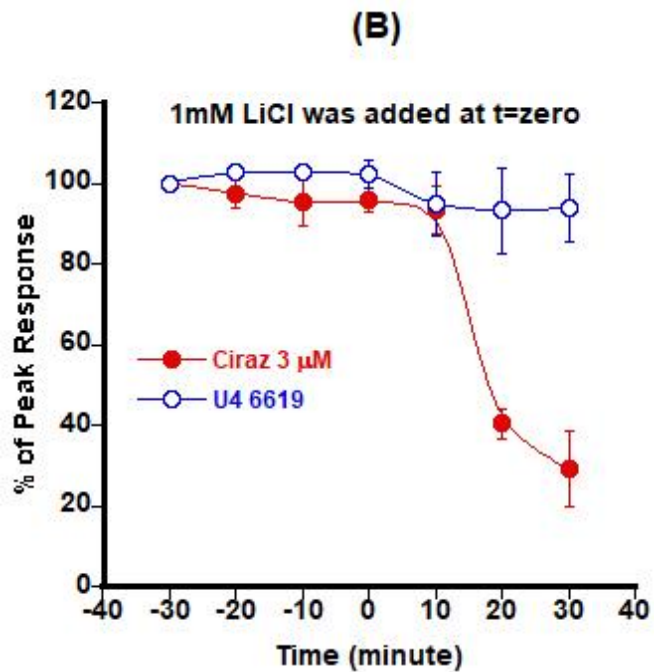 (B)
120
1mM LiCl was added at t=zero
100
80
60
40
20
0
% of Peak Response
Ciraz 3 μM
U4 6619
-40 -30 -20 -10 0 10 20 30 40
Time (minute)